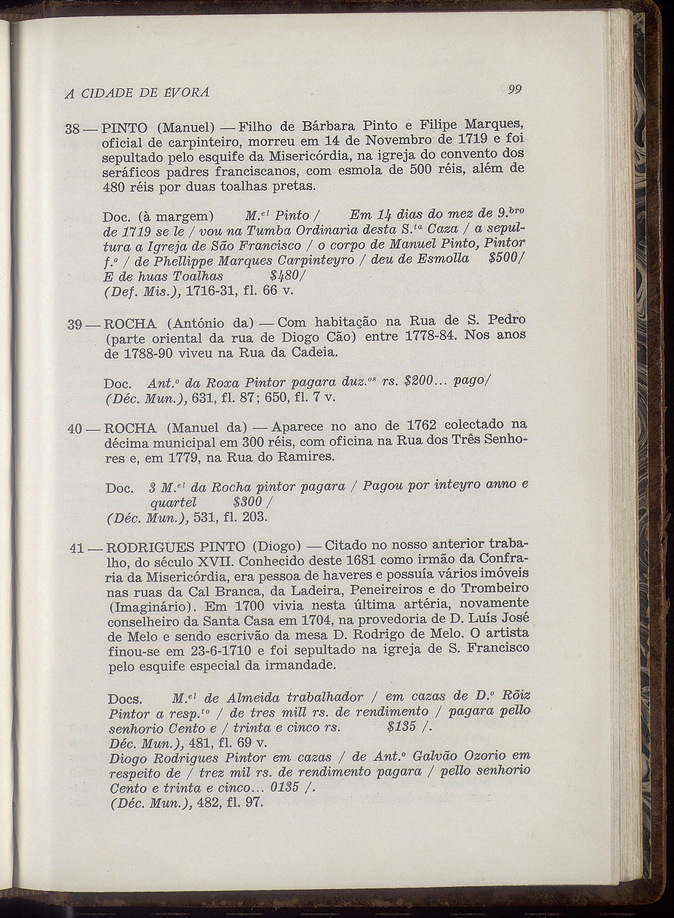 A CIDADE DE ÉVORA 99
38 — PINTO (Manuel) — Filho de Bárbara Pinto e Filipe Marques,
oficial de carpinteiro, morreu em 14 de Novembro de 1719 e foi
sepultado pelo esquife da Misericórdia, na igreja do convento dos
seráficos padres franciscanos, com esmola de 500 réis, além de
480 réis por duas toalhas pretas.
Doc. (à margem) M.el Pinto / Em 14 dias do mez de 9.bro
de 1719 se le / vou na Tumba Ordinaria desta S.ta Caza / a sepul-
tura a Igreja de São Francisco / o corpo de Manuel Pinto, Pintor
f.o / de Phellippe Marques Carpinteyro / deu de Esmolla $500/
E de huas Toalhas $480/
(Def. Mis.), 1716-31, fl. 66 v.
39 — ROCHA (António da) — Com habitação na Rua de S. Pedro
(parte oriental da rua de Diogo Cão) entre 1778-84. Nos anos
de 1788-90 viveu na Rua da Cadeia.
Doc. Ant.o da Roxa Pintor pagara duz.os rs. $200... pago/
(Déc. Mun.), 631, fl. 87; 650, fl. 7 v.
40 — ROCHA (Manuel da) — Aparece no ano de 1762 colectado na
décima municipal em 300 réis, com oficina na Rua dos Três Senho-
res e, em 1779, na Rua do Ramires.
Doc. 3 M.el da Rocha pintor pagara / Pagou por inteyro anno e
quartel $300 /
(Déc. Mun.), 531, fl. 203.
41 — RODRIGUES PINTO (Diogo) — Citado no nosso anterior traba-
lho, do século XVII. Conhecido deste 1681 como irmão da Confra-
ria da Misericórdia, era pessoa de haveres e possuía vários imóveis
nas ruas da Cal Branca, da Ladeira, Peneireiros e do Trombeiro
(Imaginário). Em 1700 vivia nesta última artéria, novamente
conselheiro da Santa Casa em 1704, na provedoria de D. Luís José
de Melo e sendo escrivão da mesa D. Rodrigo de Melo. O artista
finou-se em 23-6-1710 e foi sepultado na igreja de S. Francisco
pelo esquife especial da irmandade.
Docs. M.el de Almeida trabalhador / em cazas de D.o Rõiz
Pintor a resp.to / de tres mill rs. de rendimento / pagara pello
senhorio Cento e / trinta e cinco rs. $135 /.
Déc. Mun.), 481, fl. 69 v.
Diogo Rodrigues Pintor em cazas / de Ant.o Galvão Ozorio em
respeito de / trez mil rs. de rendimento pagara / pello senhorio
Cento e trinta e cinco... 0135 /.
(Déc. Mun.), 482, fl. 97.